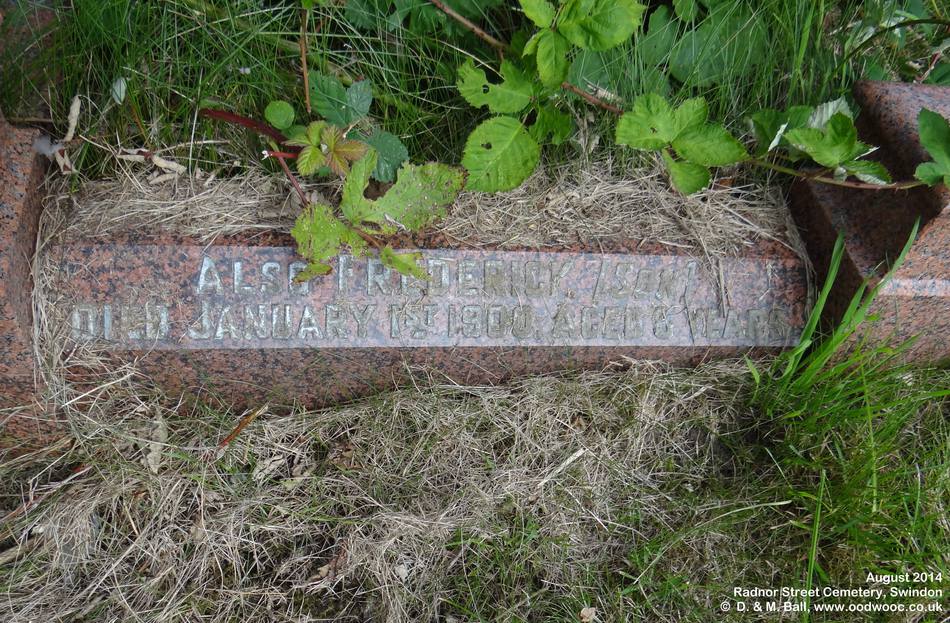 ALSO FREDERICK, (SON)
DIED JANUARY 1ST 1900, AGED 8 YEARS.
August 2014
Radnor Street Cemetery, Swindon
© D. & M. Ball, www.oodwooc.co.uk